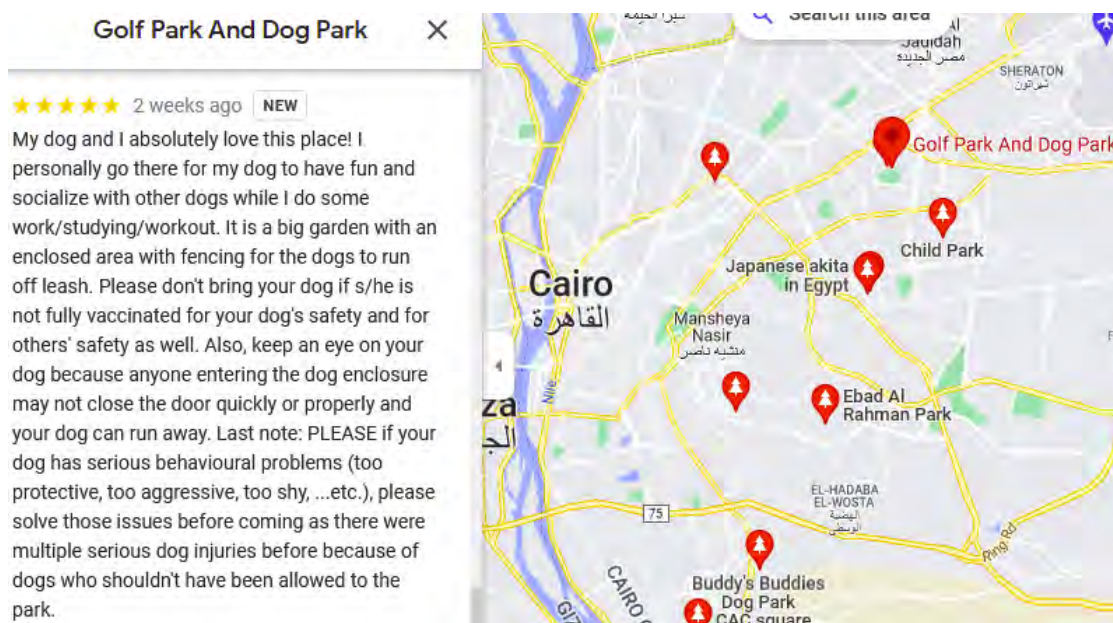 Golf Park And Dog Park
2 weeks ago NEW
My dog and I absolutely love this place! I
personally go there for my dog to have fun and
socialize with other dogs while I do some
work/studying/workout. It is a big garden with an
enclosed area with fencing for the dogs to run
off leash. Please don't bring your dog if s/he is
not fully vaccinated for your dog's safety and for
others' safety as well. Also, keep an eye on your
dog because anyone entering the dog enclosure
may not close the door quickly or properly and
your dog can run away. Last note: PLEASE if your
dog has serious behavioural problems (too
protective, too aggressive, too shy, ...etc.), please
solve those issues before coming as there were
multiple serious dog injuries before because of
dogs who shouldn't have been allowed to the
park.
Search this area
مصر الجديدة
SHERATON
شيراتون
Golf Park And Dog Park
Child Park
Japanese akita
in Egypt
Cairo
القاهرة
Mansheya
Nasir
منشية ناصر
Nile
za
الج
Ebad Al
Rahman Park
EL-HADABA
EL-WOSTA
الهضبة
الوسطى
75
Ring Rd
Buddy's Buddies
Dog Park
CAC square
CAIRO
GIZ